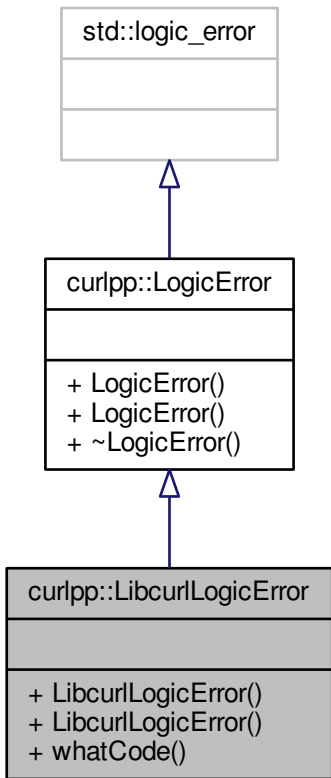 std::logic_error
curlpp::LogicError
+ LogicError()
+ LogicError()
+ ~LogicError()
curlpp::LibcurlLogicError
+ LibcurlLogicError()
+ LibcurlLogicError()
+ whatCode()